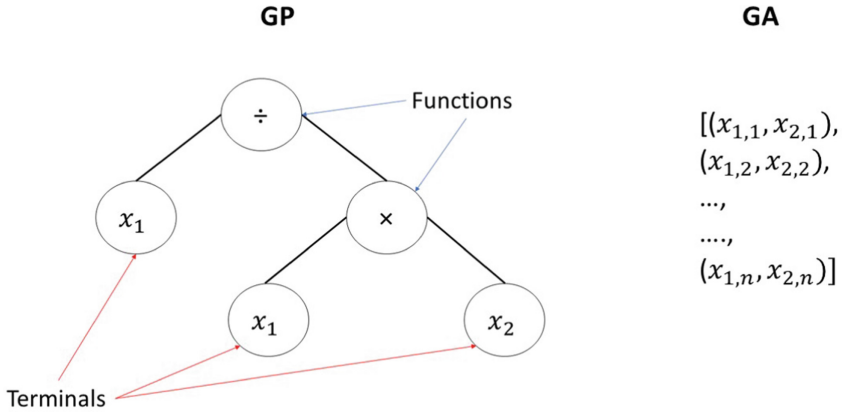 GP
GA
÷
Functions
x₁
×
x₁
x₂
Terminals
[(x₁,₁, x₂,₁),
(x₁,₂, x₂,₂),
...,
....,
(x₁,ₙ, x₂,ₙ)]